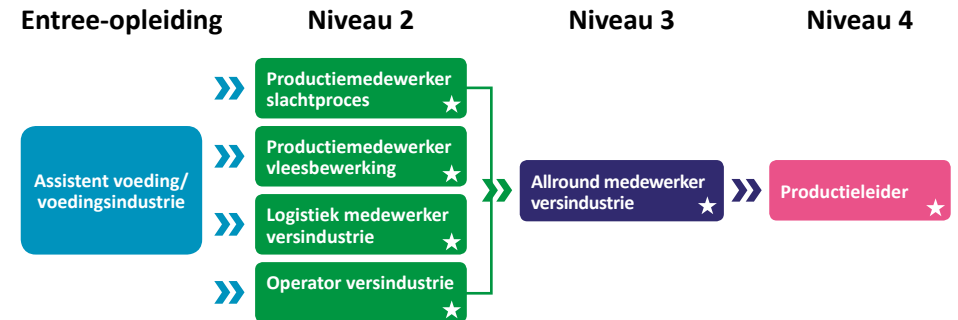 Entree-opleiding
Niveau 2
Niveau 3
Niveau 4
Assistent voeding/
voedingsindustrie
Productiemedewerker
slachtproces
Productiemedewerker
vleesbewerking
Logistiek medewerker
versindustrie
Operator versindustrie
Allround medewerker
versindustrie
Productieleider